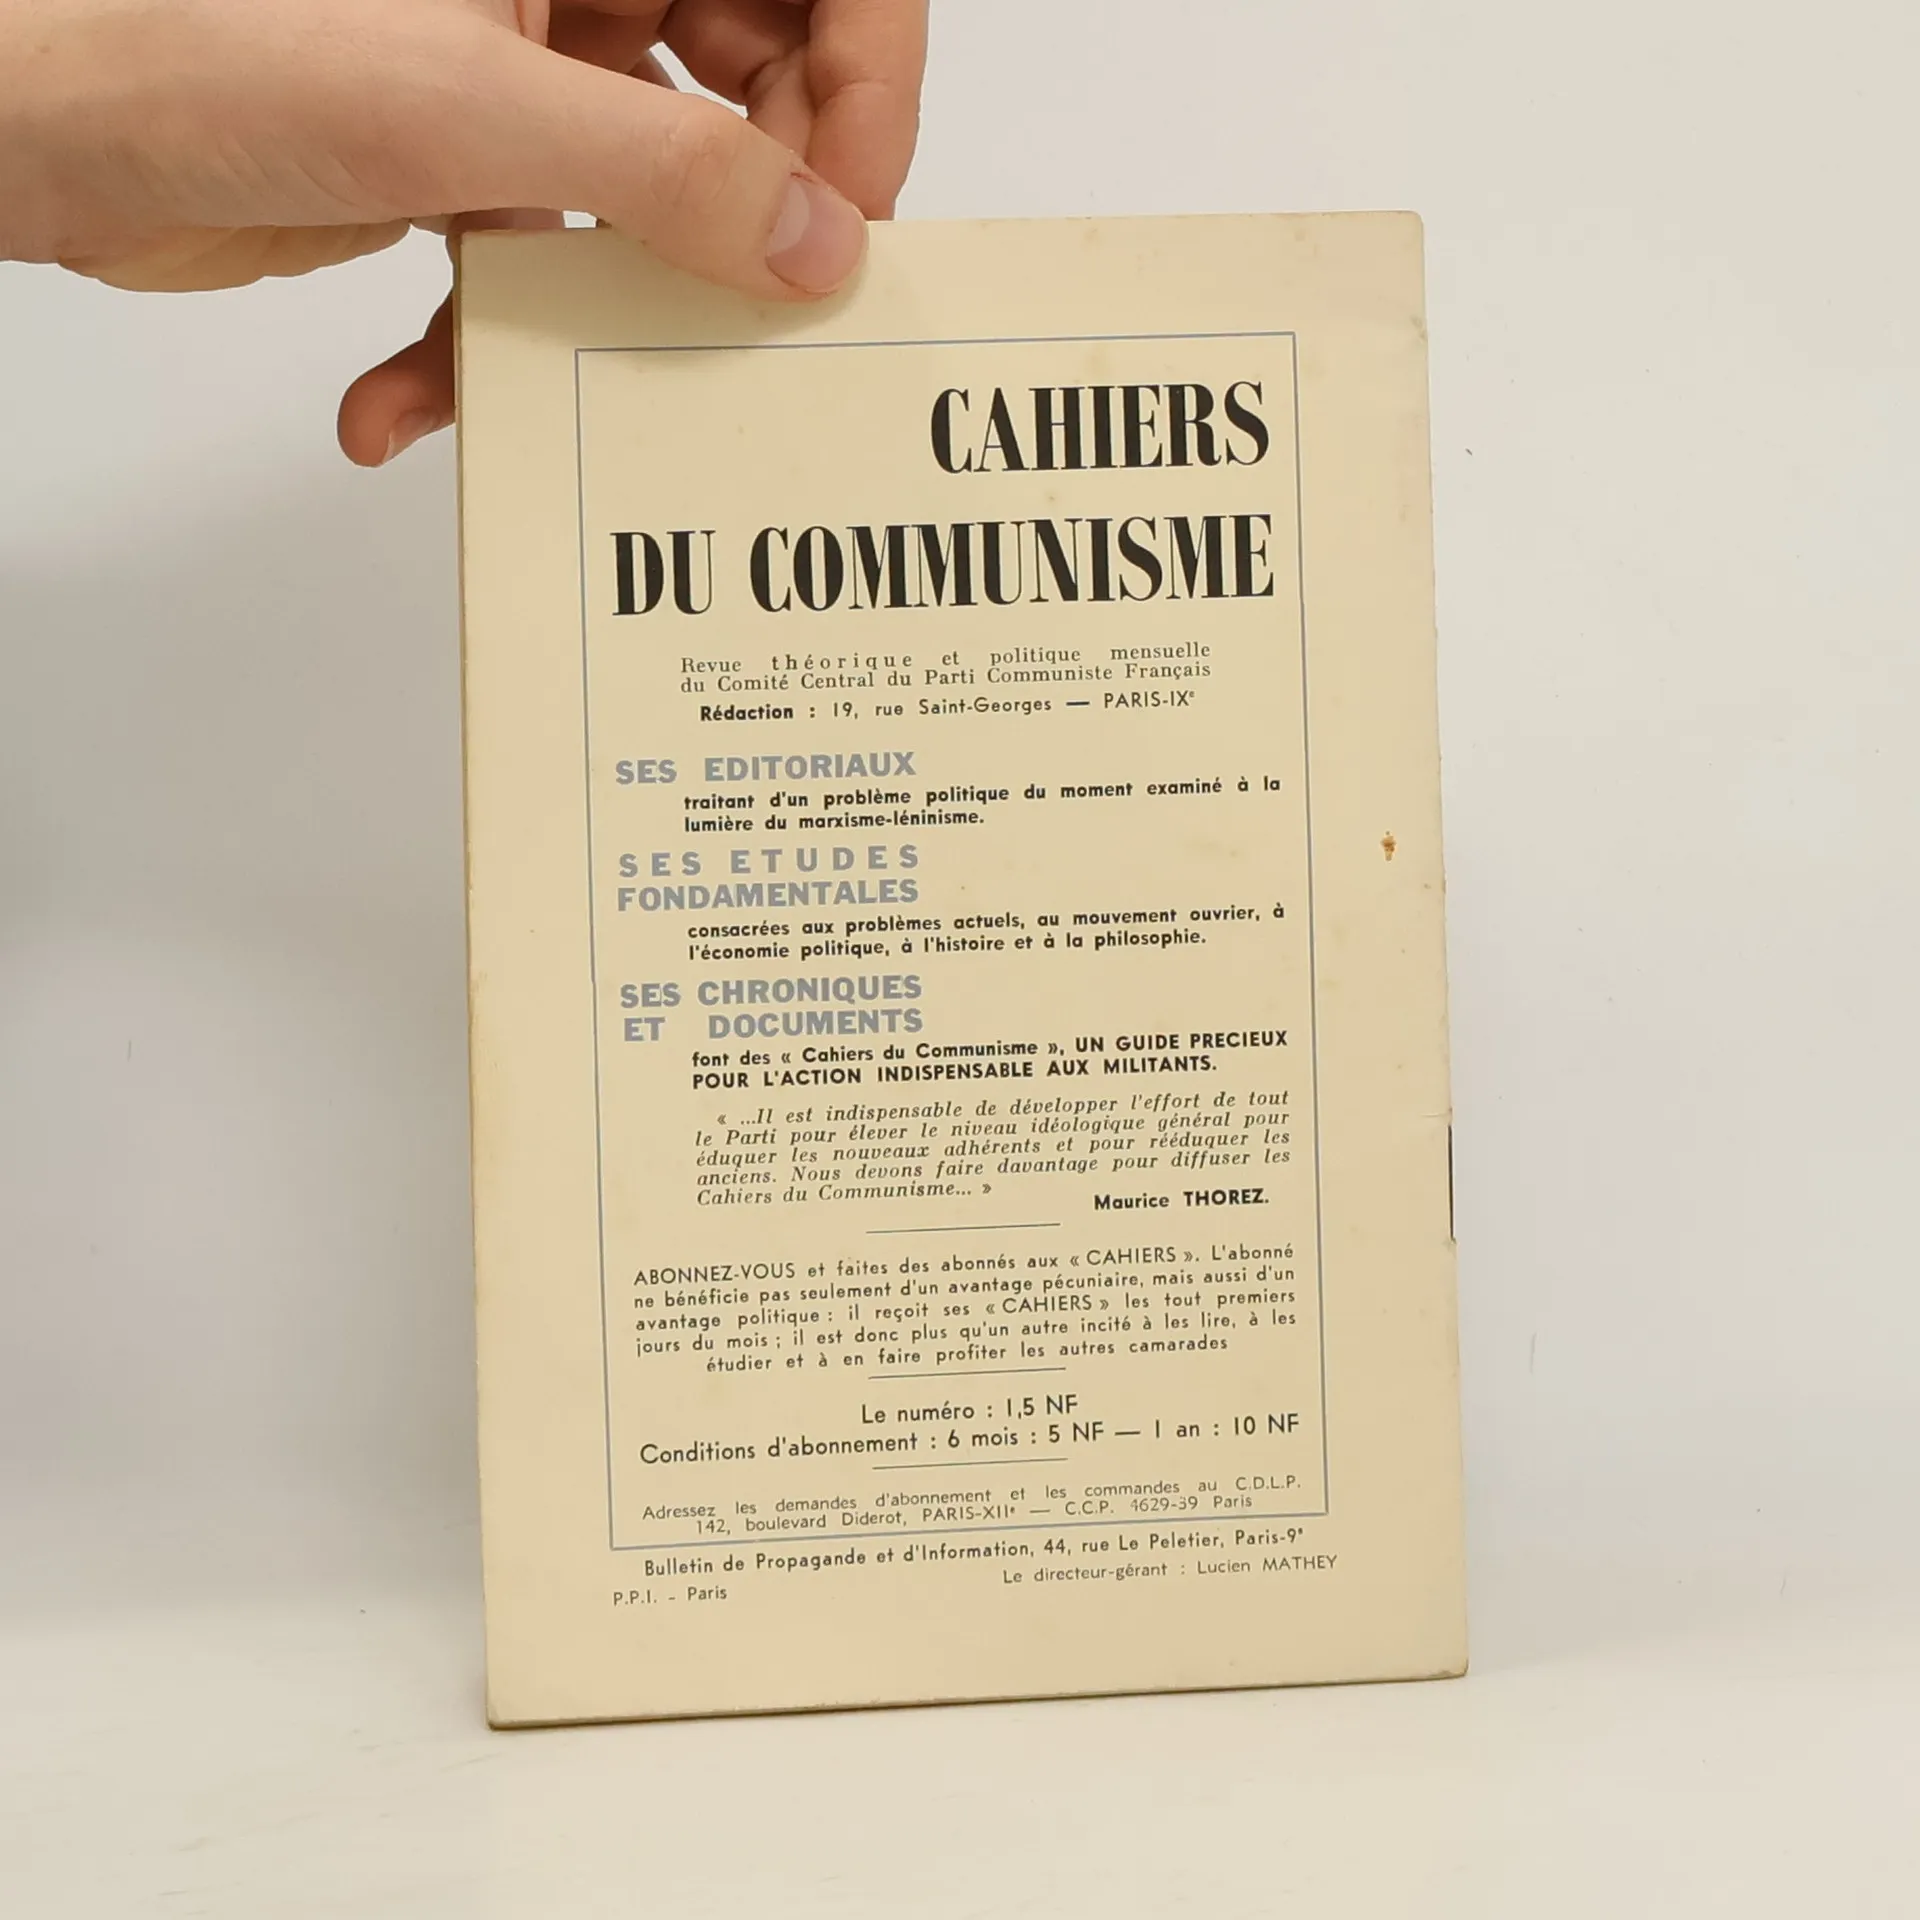 CAHIERS
DU COMMUNISME
Revue théorique et politique mensuelle
du Comité Central du Parti Communiste Français
Rédaction : 19, rue Saint-Georges — PARIS-IXe
SES EDITORIAUX
traitant d'un problème politique du moment examiné à la
lumière du marxisme-léninisme.
SES ETUDES
FONDAMENTALES
consacrées aux problèmes actuels, au mouvement ouvrier, à
l'économie politique, à l'histoire et à la philosophie.
SES CHRONIQUES
ET DOCUMENTS
font des « Cahiers du Communisme », UN GUIDE PRECIEUX
POUR L'ACTION INDISPENSABLE AUX MILITANTS.
« ...Il est indispensable de développer l'effort de tout
le Parti pour élever le niveau idéologique général pour
éduquer les nouveaux adhérents et pour rééduquer les
anciens. Nous devons faire davantage pour diffuser les
Cahiers du Communisme... »
Maurice THOREZ.
ABONNEZ-VOUS et faites des abonnés aux « CAHIERS ». L'abonné
ne bénéficie pas seulement d'un avantage pécuniaire, mais aussi d'un
avantage politique : il reçoit ses « CAHIERS » les tout premiers
jours du mois ; il est donc plus qu'un autre incité à les lire, à les
étudier et à en faire profiter les autres camarades
Le numéro : 1,5 NF
Conditions d'abonnement : 6 mois : 5 NF — 1 an : 10 NF
Adressez les demandes d'abonnement et les commandes au C.D.L.P.
142, boulevard Diderot, PARIS-XIIe — C.C.P. 4629-39 Paris
Bulletin de Propagande et d'Information, 44, rue Le Peletier, Paris-9e
Le directeur-gérant : Lucien MATHEY
P.P.I. - Paris